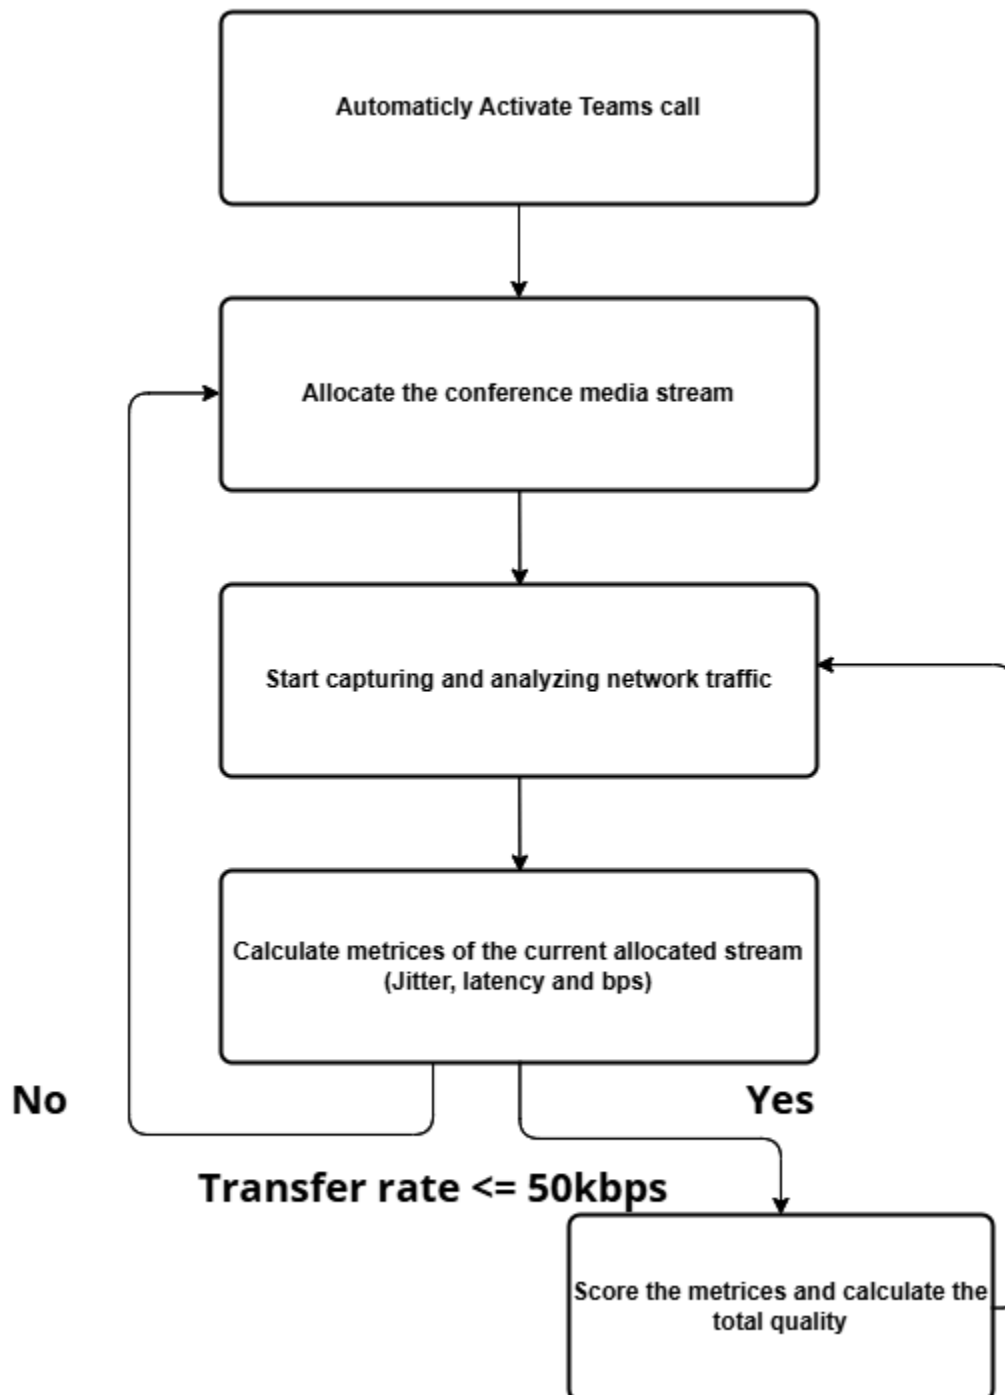 Automaticly Activate Teams call
Allocate the conference media stream
Start capturing and analyzing network traffic
Calculate metrices of the current allocated stream
(Jitter, latency and bps)
No
Yes
Transfer rate <= 50kbps
Score the metrices and calculate the
total quality